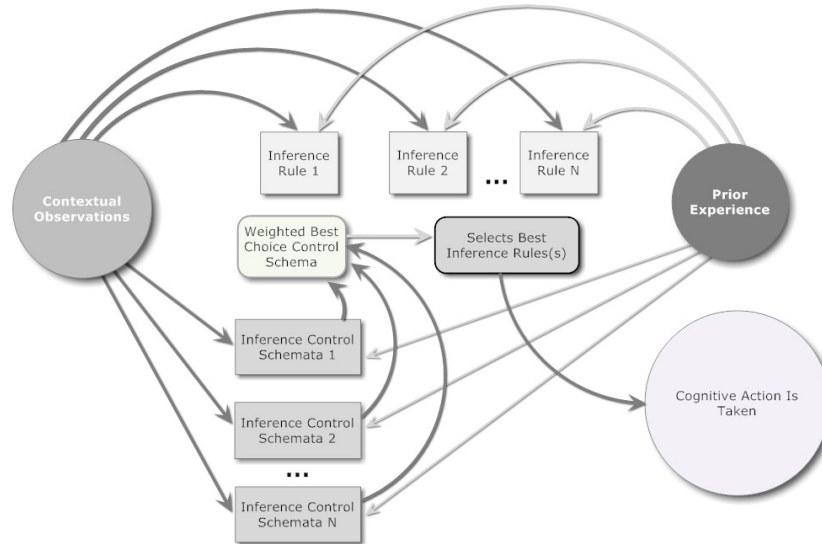 Inference
Rule 1
Inference
Rule 2
...
Inference
Rule N
Contextual
Observations
Prior
Experience
Weighted Best
Choice Control
Schema
Selects Best
Inference Rules(s)
Inference Control
Schemata 1
Cognitive Action Is
Taken
Inference Control
Schemata 2
...
Inference Control
Schemata N